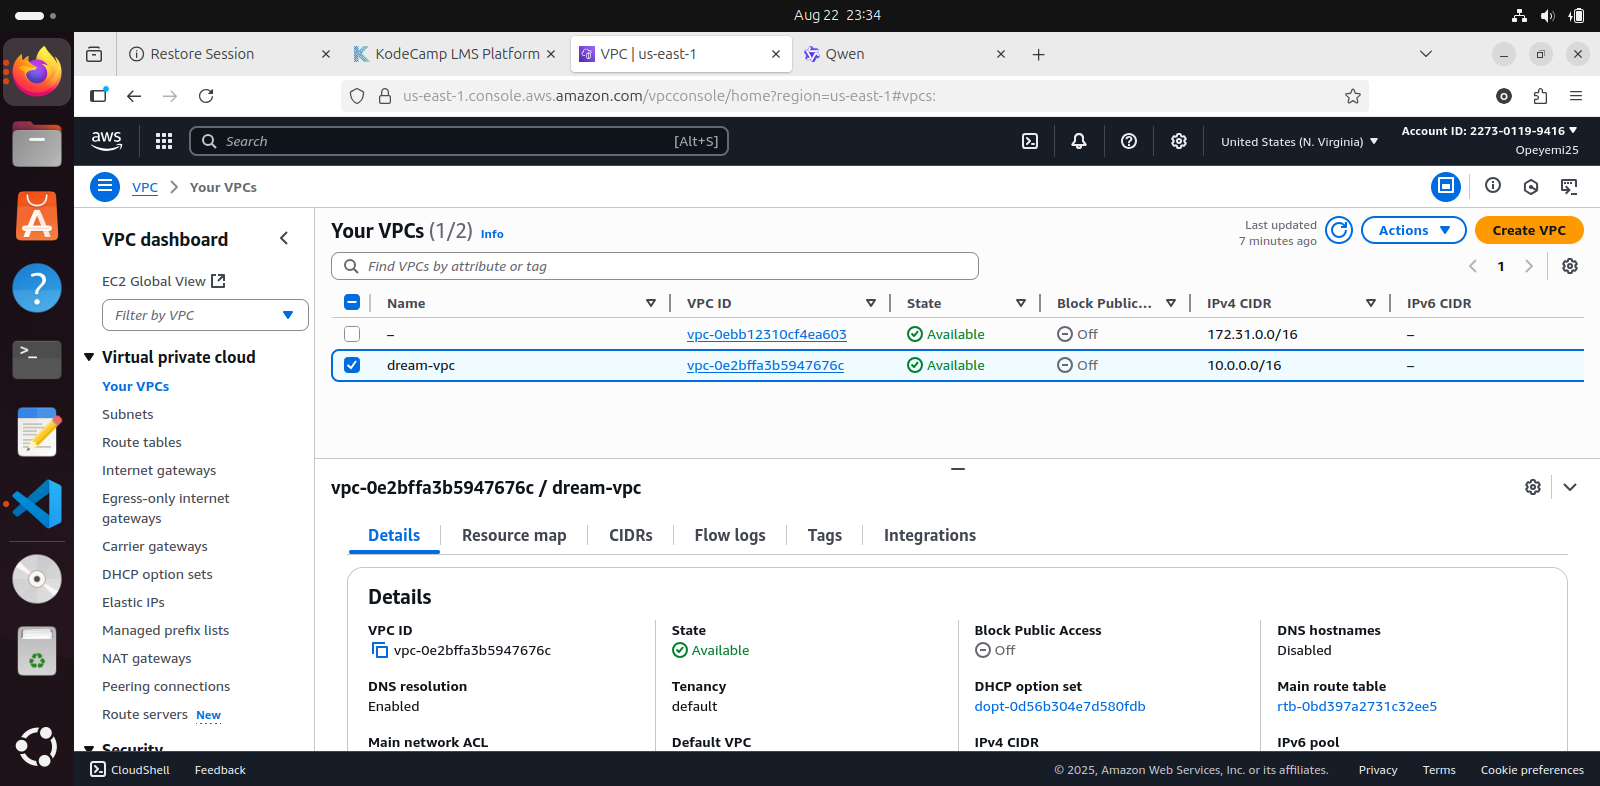 Aug 22 23:34
Restore Session
KodeCamp LMS Platform
VPC | us-east-1
Qwen
us-east-1.console.aws.amazon.com/vpcconsole/home?region=us-east-1#vpcs:
aws
Search
[Alt+S]
United States (N. Virginia)
Account ID: 2273-0119-9416
Opeyemi25
VPC
Your VPCs
VPC dashboard
EC2 Global View
Filter by VPC
Virtual private cloud
Your VPCs
Subnets
Route tables
Internet gateways
Egress-only internet
gateways
Carrier gateways
DHCP option sets
Elastic IPs
Managed prefix lists
NAT gateways
Peering connections
Route servers New
Security
Your VPCs (1/2) Info
Last updated
7 minutes ago
Actions
Create VPC
Find VPCs by attribute or tag
1
Name VPC ID State Block Public... IPv4 CIDR IPv6 CIDR
– vpc-0ebb12310cf4ea603 Available Off 172.31.0.0/16 –
dream-vpc vpc-0e2bffa3b5947676c Available Off 10.0.0.0/16 –
vpc-0e2bffa3b5947676c / dream-vpc
Details Resource map CIDRs Flow logs Tags Integrations
Details
VPC ID
vpc-0e2bffa3b5947676c
State
Available
Block Public Access
Off
DNS hostnames
Disabled
DNS resolution
Enabled
Tenancy
default
DHCP option set
dopt-0d56b304e7d580fdb
Main route table
rtb-0bd397a2731c32ee5
Main network ACL
Default VPC
IPv4 CIDR
IPv6 pool
CloudShell
Feedback
© 2025, Amazon Web Services, Inc. or its affiliates.
Privacy
Terms
Cookie preferences